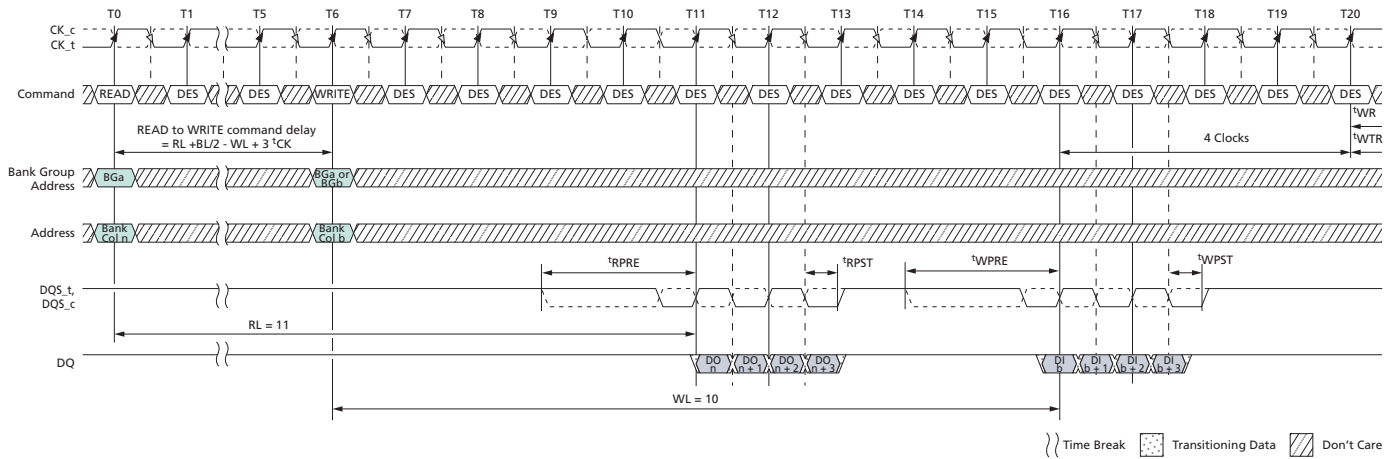 T0 T1 T5 T6 T7 T8 T9 T10 T11 T12 T13 T14 T15 T16 T17 T18 T19 T20
CK_c
CK_t
Command READ DES DES WRITE DES DES DES DES DES DES DES DES DES DES DES DES DES DES
tWR
READ to WRITE command delay
= RL +BL/2 - WL + 3 tCK
4 Clocks tWTR
Bank Group
Address
BGa
BGa or
BGb
Address
Bank
Col n
Bank
Col b
tRPRE tRPST tWPRE tWPST
DQS_t,
DQS_c
RL = 11
DQ
DO
n
DO
n + 1
DO
n + 2
DO
n + 3
DI
b
DI
b + 1
DI
b + 2
DI
b + 3
WL = 10
Time Break Transitioning Data Don't Care